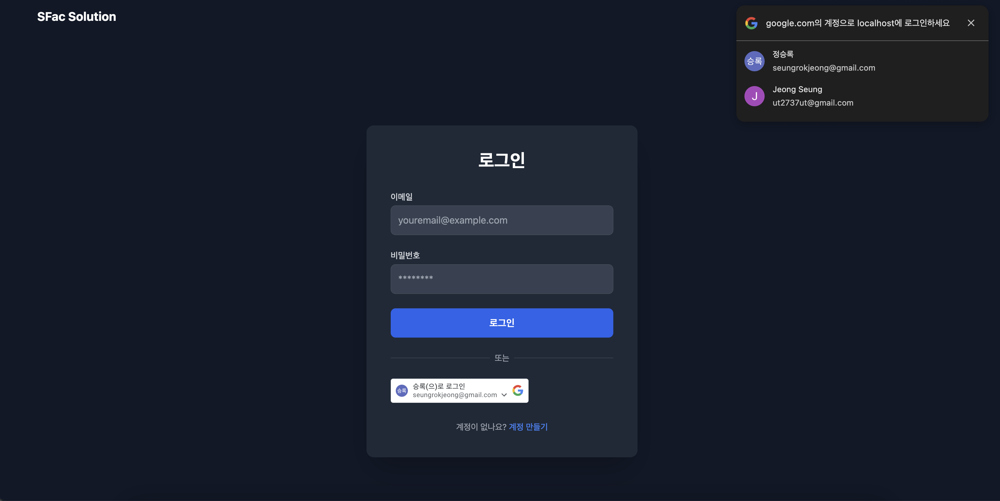 SFac Solution
google.com의 계정으로 localhost에 로그인하세요
승록
정승록
seungrokjeong@gmail.com
J
Jeong Seung
ut2737ut@gmail.com
로그인
이메일
youremail@example.com
비밀번호
********
로그인
또는
승록
승록(으)로 로그인
seungrokjeong@gmail.com
계정이 없나요? 계정 만들기